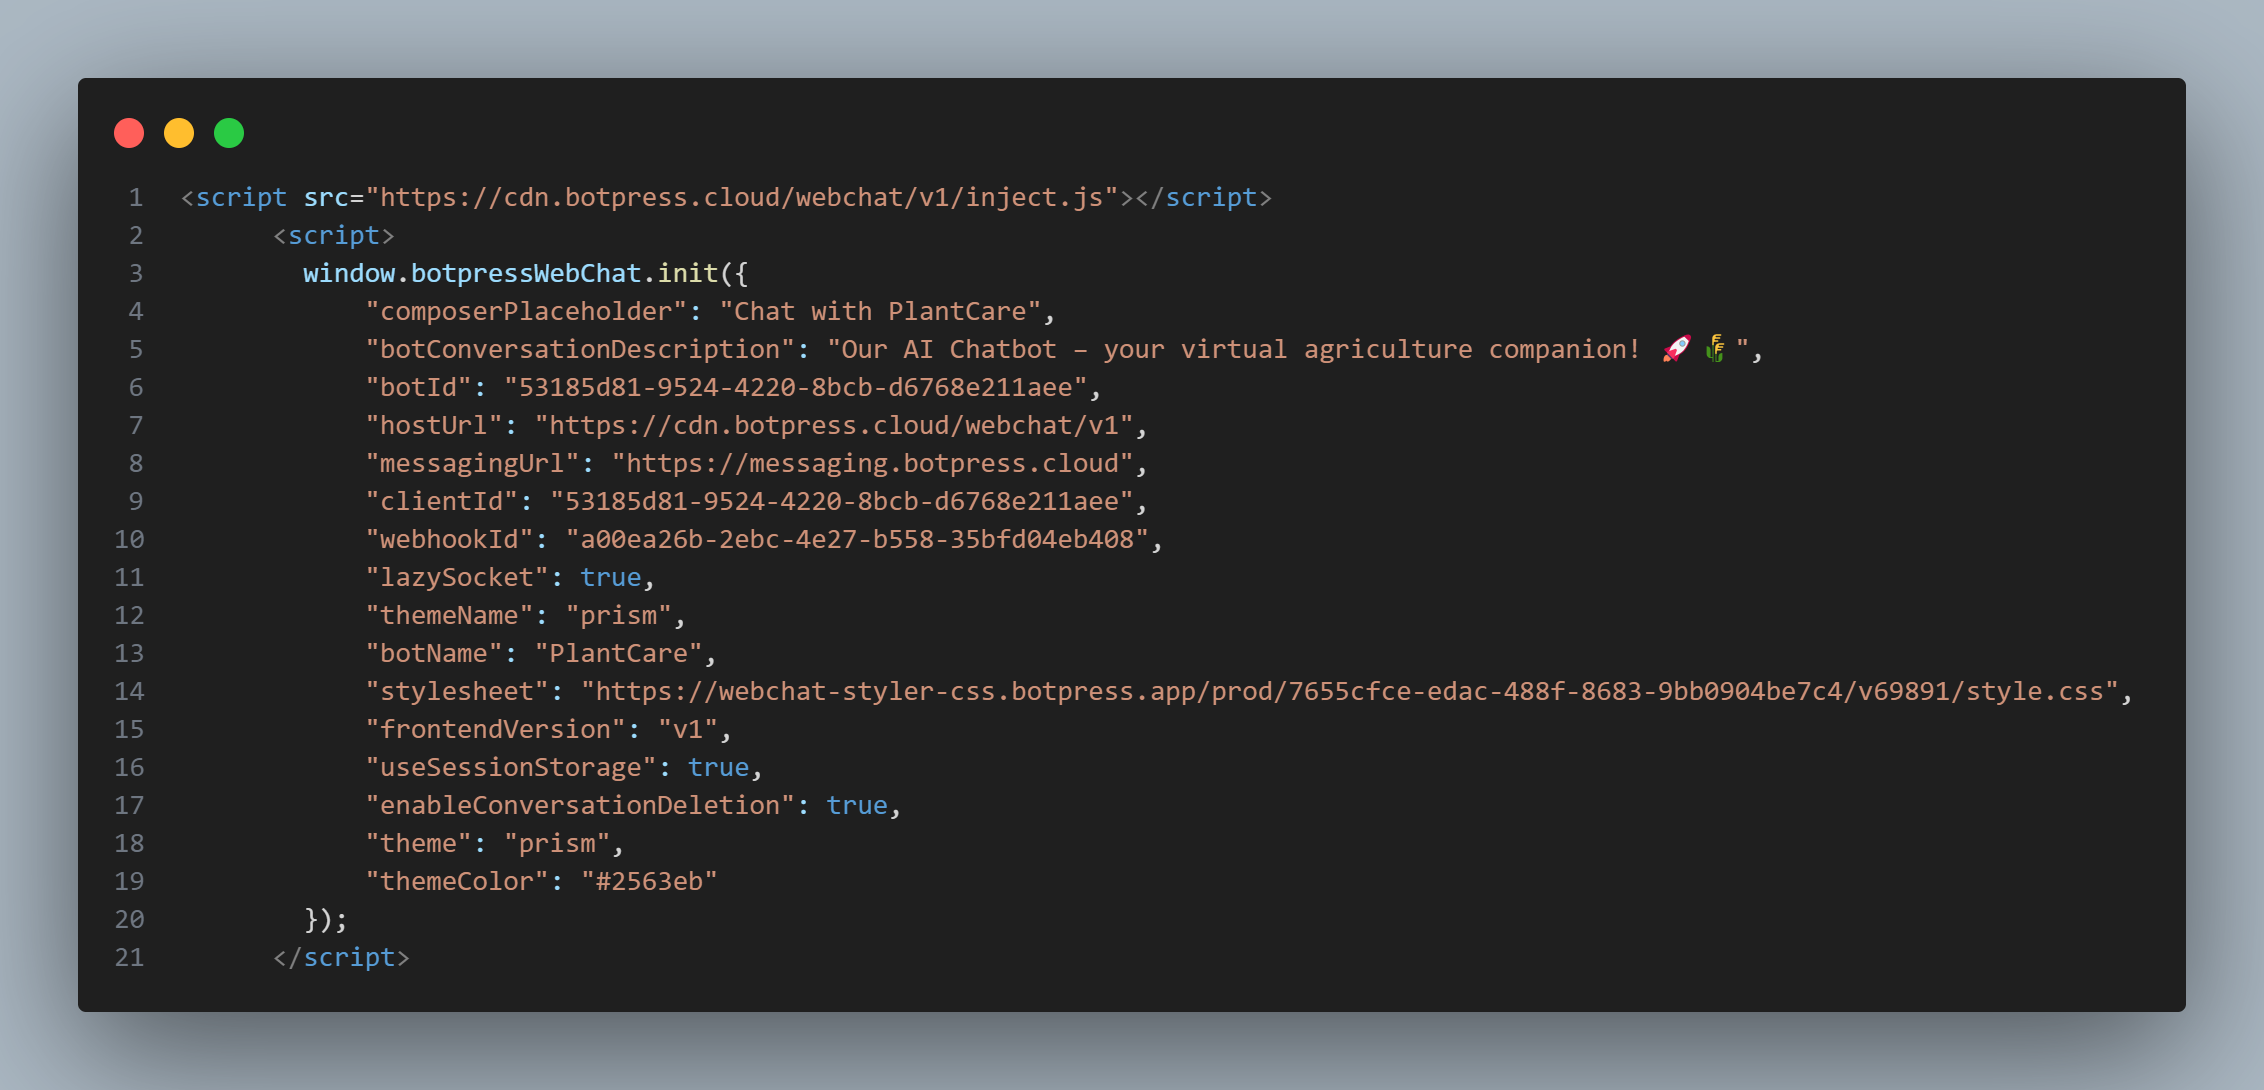 1 <script src="https://cdn.botpress.cloud/webchat/v1/inject.js"></script>
2 <script>
3 window.botpressWebChat.init({
4 "composerPlaceholder": "Chat with PlantCare",
5 "botConversationDescription": "Our AI Chatbot – your virtual agriculture companion! 🚀🌾",
6 "botId": "53185d81-9524-4220-8bcb-d6768e211aee",
7 "hostUrl": "https://cdn.botpress.cloud/webchat/v1",
8 "messagingUrl": "https://messaging.botpress.cloud",
9 "clientId": "53185d81-9524-4220-8bcb-d6768e211aee",
10 "webhookId": "a00ea26b-2ebc-4e27-b558-35bfd04eb408",
11 "lazySocket": true,
12 "themeName": "prism",
13 "botName": "PlantCare",
14 "stylesheet": "https://webchat-styler-css.botpress.app/prod/7655cfce-edac-488f-8683-9bb0904be7c4/v69891/style.css",
15 "frontendVersion": "v1",
16 "useSessionStorage": true,
17 "enableConversationDeletion": true,
18 "theme": "prism",
19 "themeColor": "#2563eb"
20 });
21 </script>